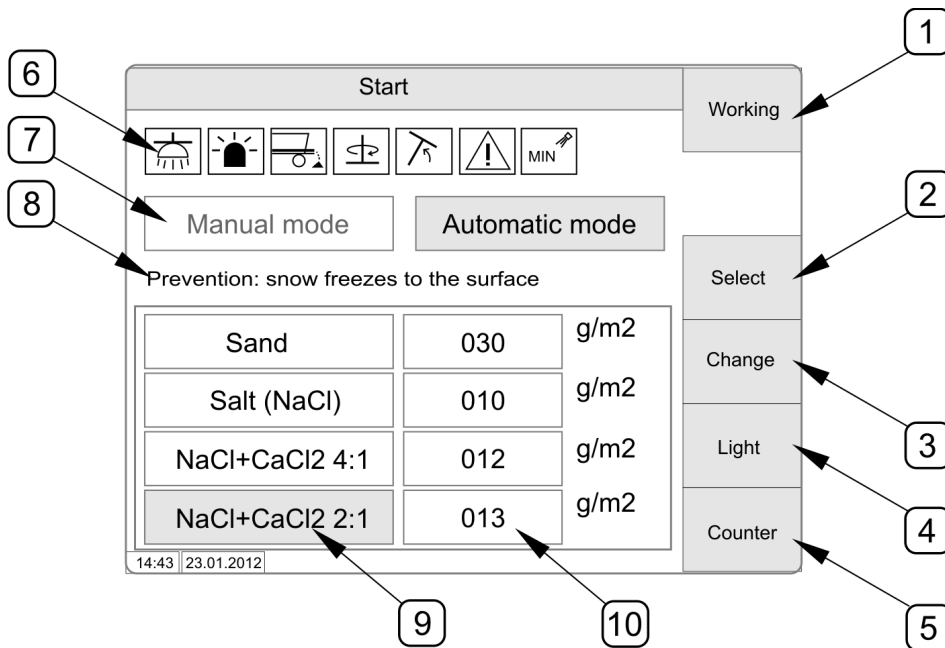 1
6
Start
Working
7
MIN
2
8
Manual mode
Automatic mode
Prevention: snow freezes to the surface
Select
Sand 030 g/m2
Change
Salt (NaCl) 010 g/m2
3
NaCl+CaCl2 4:1 012 g/m2
Light
4
NaCl+CaCl2 2:1 013 g/m2
Counter
14:43 23.01.2012
9
10
5